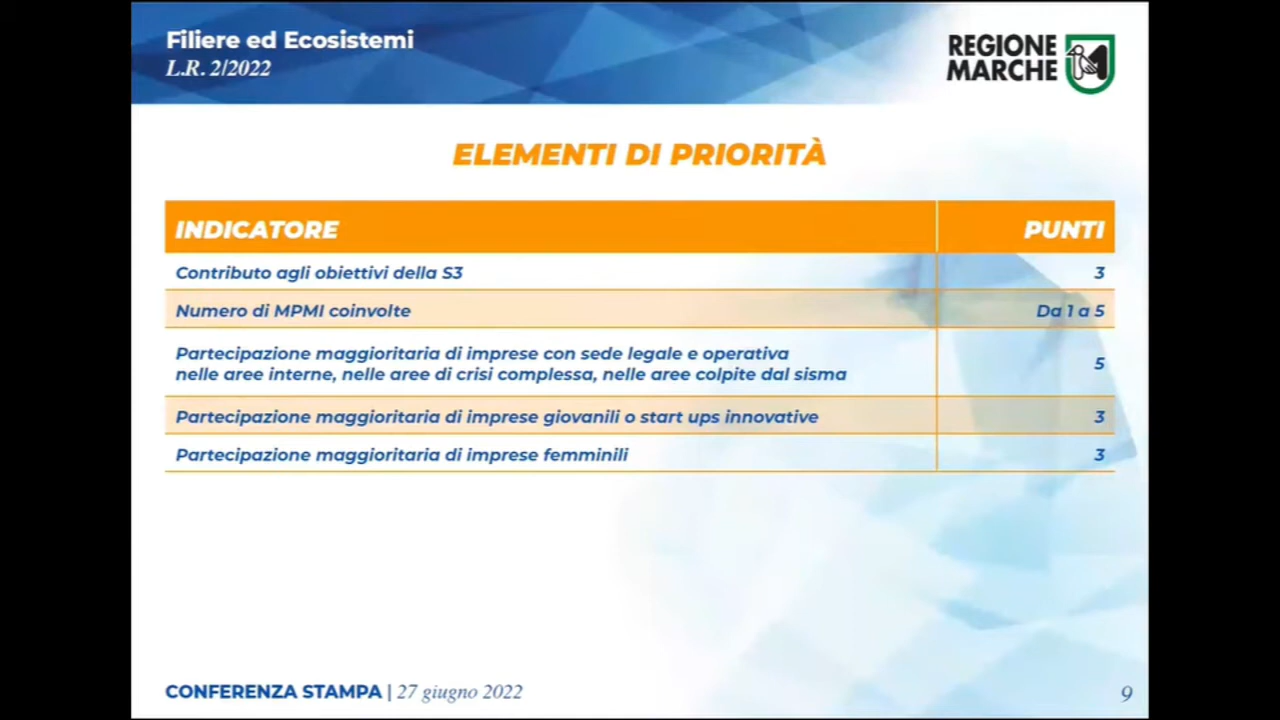 Filiere ed Ecosistemi
L.R. 2/2022
REGIONE
MARCHE
ELEMENTI DI PRIORITÀ
INDICATORE PUNTI
Contributo agli obiettivi della S3 3
Numero di MPMI coinvolte Da 1 a 5
Partecipazione maggioritaria di imprese con sede legale e operativa
nelle aree interne, nelle aree di crisi complessa, nelle aree colpite dal sisma 5
Partecipazione maggioritaria di imprese giovanili o start ups innovative 3
Partecipazione maggioritaria di imprese femminili 3
CONFERENZA STAMPA | 27 giugno 2022 9